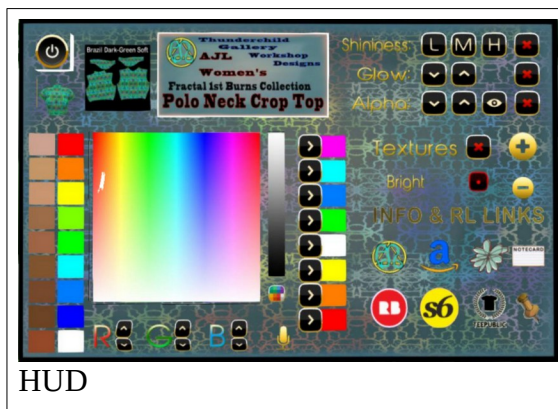 Brazil Dark-Green Soft
Thunderchild
Gallery
AJL Workshop
Designs
Women's
Fractal 1st Burns Collection
Polo Neck Crop Top
Shininess: L M H
Glow:
Alpha:
Textures
Bright
INFO & RL LINKS
a
NOTECARD
RB
s6
R G B
HUD